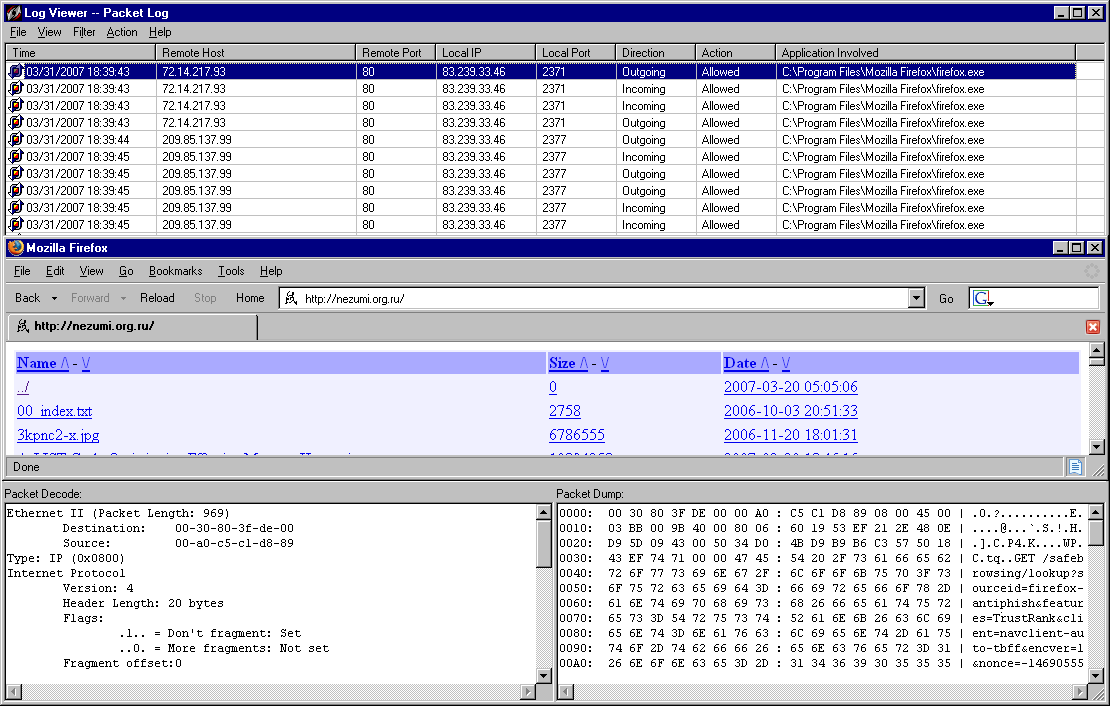 Log Viewer -- Packet Log
File View Filter Action Help
Time Remote Host Remote Port Local IP Local Port Direction Action Application Involved
03/31/2007 18:39:43 72.14.217.93 80 83.239.33.46 2371 Outgoing Allowed C:\Program Files\Mozilla Firefox\firefox.exe
03/31/2007 18:39:43 72.14.217.93 80 83.239.33.46 2371 Incoming Allowed C:\Program Files\Mozilla Firefox\firefox.exe
03/31/2007 18:39:43 72.14.217.93 80 83.239.33.46 2371 Incoming Allowed C:\Program Files\Mozilla Firefox\firefox.exe
03/31/2007 18:39:43 72.14.217.93 80 83.239.33.46 2371 Outgoing Allowed C:\Program Files\Mozilla Firefox\firefox.exe
03/31/2007 18:39:44 209.85.137.99 80 83.239.33.46 2377 Outgoing Allowed C:\Program Files\Mozilla Firefox\firefox.exe
03/31/2007 18:39:45 209.85.137.99 80 83.239.33.46 2377 Incoming Allowed C:\Program Files\Mozilla Firefox\firefox.exe
03/31/2007 18:39:45 209.85.137.99 80 83.239.33.46 2377 Outgoing Allowed C:\Program Files\Mozilla Firefox\firefox.exe
03/31/2007 18:39:45 209.85.137.99 80 83.239.33.46 2377 Outgoing Allowed C:\Program Files\Mozilla Firefox\firefox.exe
03/31/2007 18:39:45 209.85.137.99 80 83.239.33.46 2377 Incoming Allowed C:\Program Files\Mozilla Firefox\firefox.exe
03/31/2007 18:39:45 209.85.137.99 80 83.239.33.46 2377 Incoming Allowed C:\Program Files\Mozilla Firefox\firefox.exe
Mozilla Firefox
File Edit View Go Bookmarks Tools Help
Back Forward Reload Stop Home http://nezumi.org.ru/ Go G
http://nezumi.org.ru/
Name /\ - \/ Size /\ - \/ Date /\ - \/
../ 0 2007-03-20 05:05:06
00_index.txt 2758 2006-10-03 20:51:33
3kpnc2-x.jpg 6786555 2006-11-20 18:01:31
Done
Packet Decode:
Ethernet II (Packet Length: 969)
Destination: 00-30-80-3f-de-00
Source: 00-a0-c5-c1-d8-89
Type: IP (0x0800)
Internet Protocol
Version: 4
Header Length: 20 bytes
Flags:
.1.. = Don't fragment: Set
..0. = More fragments: Not set
Fragment offset:0
Packet Dump:
0000: 00 30 80 3F DE 00 00 A0 : C5 C1 D8 89 08 00 45 00 | .0.?..........E.
0010: 03 BB 00 9B 40 00 80 06 : 60 19 53 EF 21 2E 48 0E | ....@...`.S.!.H.
0020: D9 5D 09 43 00 50 34 D0 : 4B D9 B9 B6 C3 57 50 18 | .].C.P4.K....WP.
0030: 43 EF 74 71 00 00 47 45 : 54 20 2F 73 61 66 65 62 | C.tq..GET /safeb
0040: 72 6F 77 73 69 6E 67 2F : 6C 6F 6F 6B 75 70 3F 73 | rowsing/lookup?s
0050: 6F 75 72 63 65 69 64 3D : 66 69 72 65 66 6F 78 2D | ourceid=firefox-
0060: 61 6E 74 69 70 68 69 73 : 68 26 66 65 61 74 75 72 | antiphish&featur
0070: 65 73 3D 54 72 75 73 74 : 52 61 6E 6B 26 63 6C 69 | es=TrustRank&cli
0080: 65 6E 74 3D 6E 61 76 63 : 6C 69 65 6E 74 2D 61 75 | ent=navclient-au
0090: 74 6F 2D 74 62 66 66 26 : 65 6E 63 76 65 72 3D 31 | to-tbff&encver=1
00A0: 26 6E 6F 6E 63 65 3D 2D : 31 34 36 39 30 35 35 35 | &nonce=-14690555